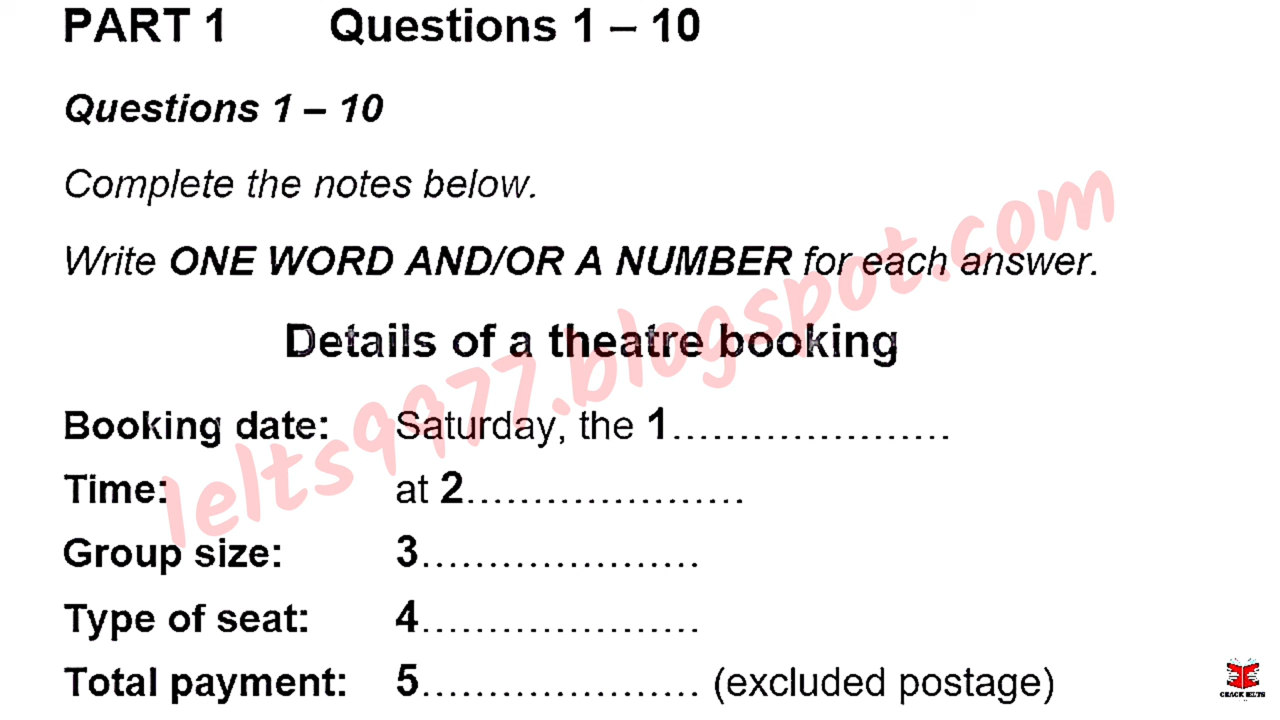 PART 1 Questions 1 – 10
Questions 1 – 10
Complete the notes below.
Write ONE WORD AND/OR A NUMBER for each answer.
Details of a theatre booking
Booking date: Saturday, the 1.....................
Time: at 2.....................
Group size: 3.....................
Type of seat: 4.....................
Total payment: 5..................... (excluded postage)
Ielts9977.blogspot.com
CRACK IELTS